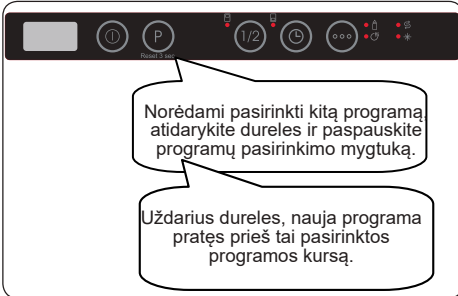 P
1/2
Reset 3 sec
Norėdami pasirinkti kitą programą,
atidarykite dureles ir paspauskite
programų pasirinkimo mygtuką.
Uždarius dureles, nauja programa
pratęs prieš tai pasirinktos
programos kursą.